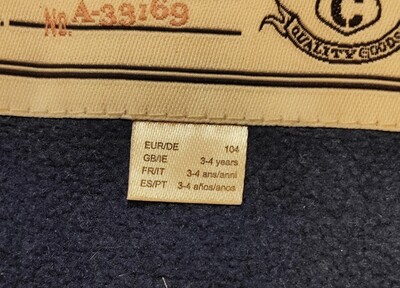 No. A-33169
C
QUALITY GOODS
EUR/DE 104
GB/IE 3-4 years
FR/IT 3-4 ans/anni
ES/PT 3-4 años/anos